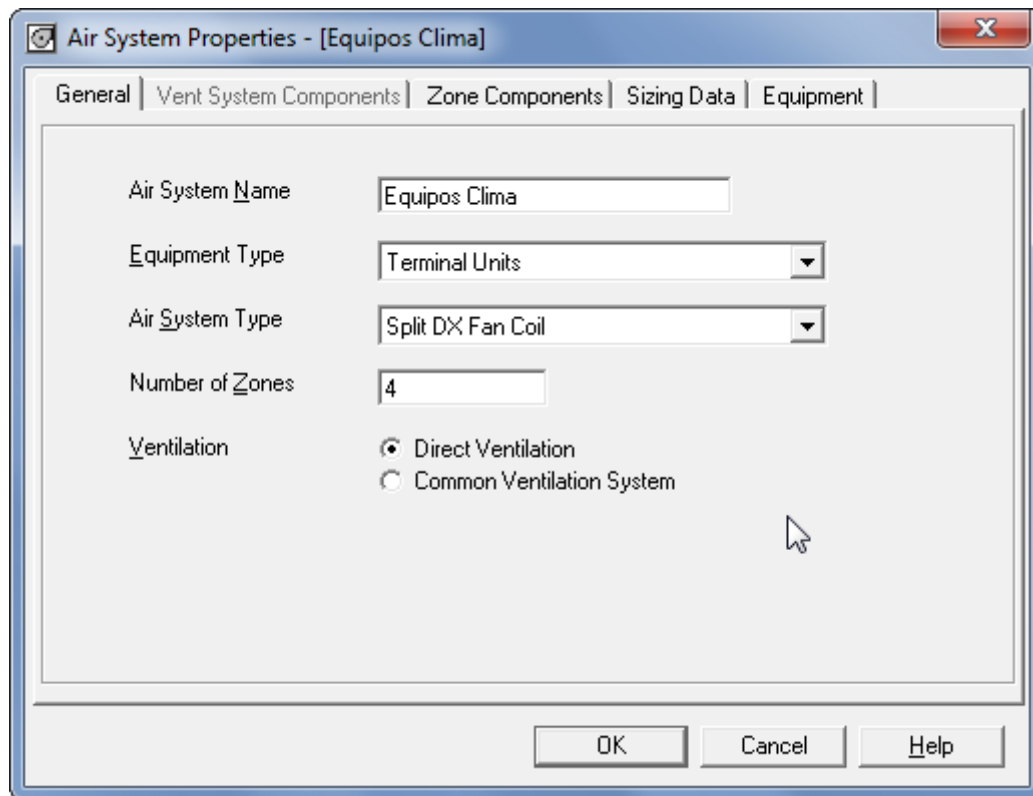 Air System Properties - [Equipos Clima]
General Vent System Components Zone Components Sizing Data Equipment
Air System Name Equipos Clima
Equipment Type Terminal Units
Air System Type Split DX Fan Coil
Number of Zones 4
Ventilation Direct Ventilation
Common Ventilation System
OK Cancel Help